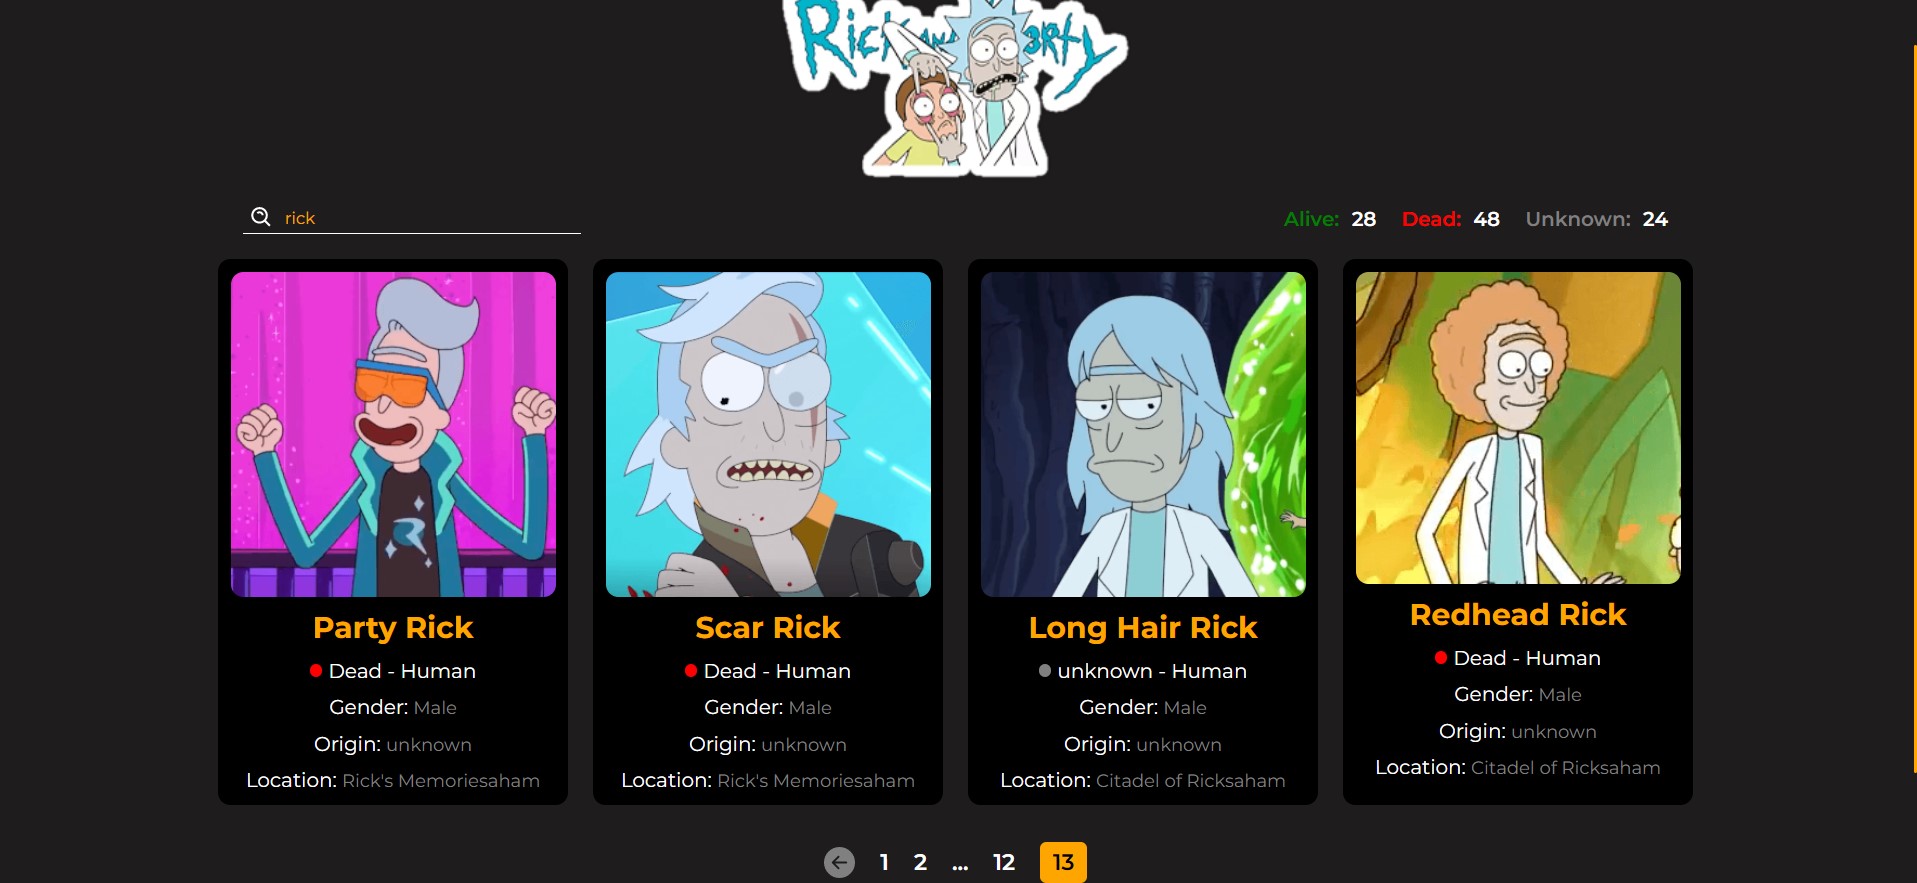 Rick AND
rick
Alive: 28 Dead: 48 Unknown: 24
Party Rick
Dead - Human
Gender: Male
Origin: unknown
Location: Rick's Memoriesaham
Scar Rick
Dead - Human
Gender: Male
Origin: unknown
Location: Rick's Memoriesaham
Long Hair Rick
unknown - Human
Gender: Male
Origin: unknown
Location: Citadel of Ricksaham
Redhead Rick
Dead - Human
Gender: Male
Origin: unknown
Location: Citadel of Ricksaham
1 2 ... 12 13